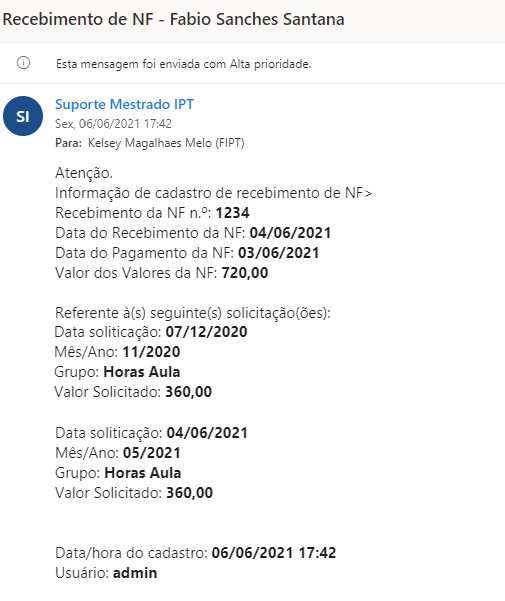 Recebimento de NF - Fabio Sanches Santana
Esta mensagem foi enviada com Alta prioridade.
SI
Suporte Mestrado IPT
Sex, 06/06/2021 17:42
Para: Kelsey Magalhaes Melo (FIPT)
Atenção.
Informação de cadastro de recebimento de NF>
Recebimento da NF n.º: 1234
Data do Recebimento da NF: 04/06/2021
Data do Pagamento da NF: 03/06/2021
Valor dos Valores da NF: 720,00
Referente à(s) seguinte(s) solicitação(ões):
Data soliticação: 07/12/2020
Mês/Ano: 11/2020
Grupo: Horas Aula
Valor Solicitado: 360,00
Data soliticação: 04/06/2021
Mês/Ano: 05/2021
Grupo: Horas Aula
Valor Solicitado: 360,00
Data/hora do cadastro: 06/06/2021 17:42
Usuário: admin